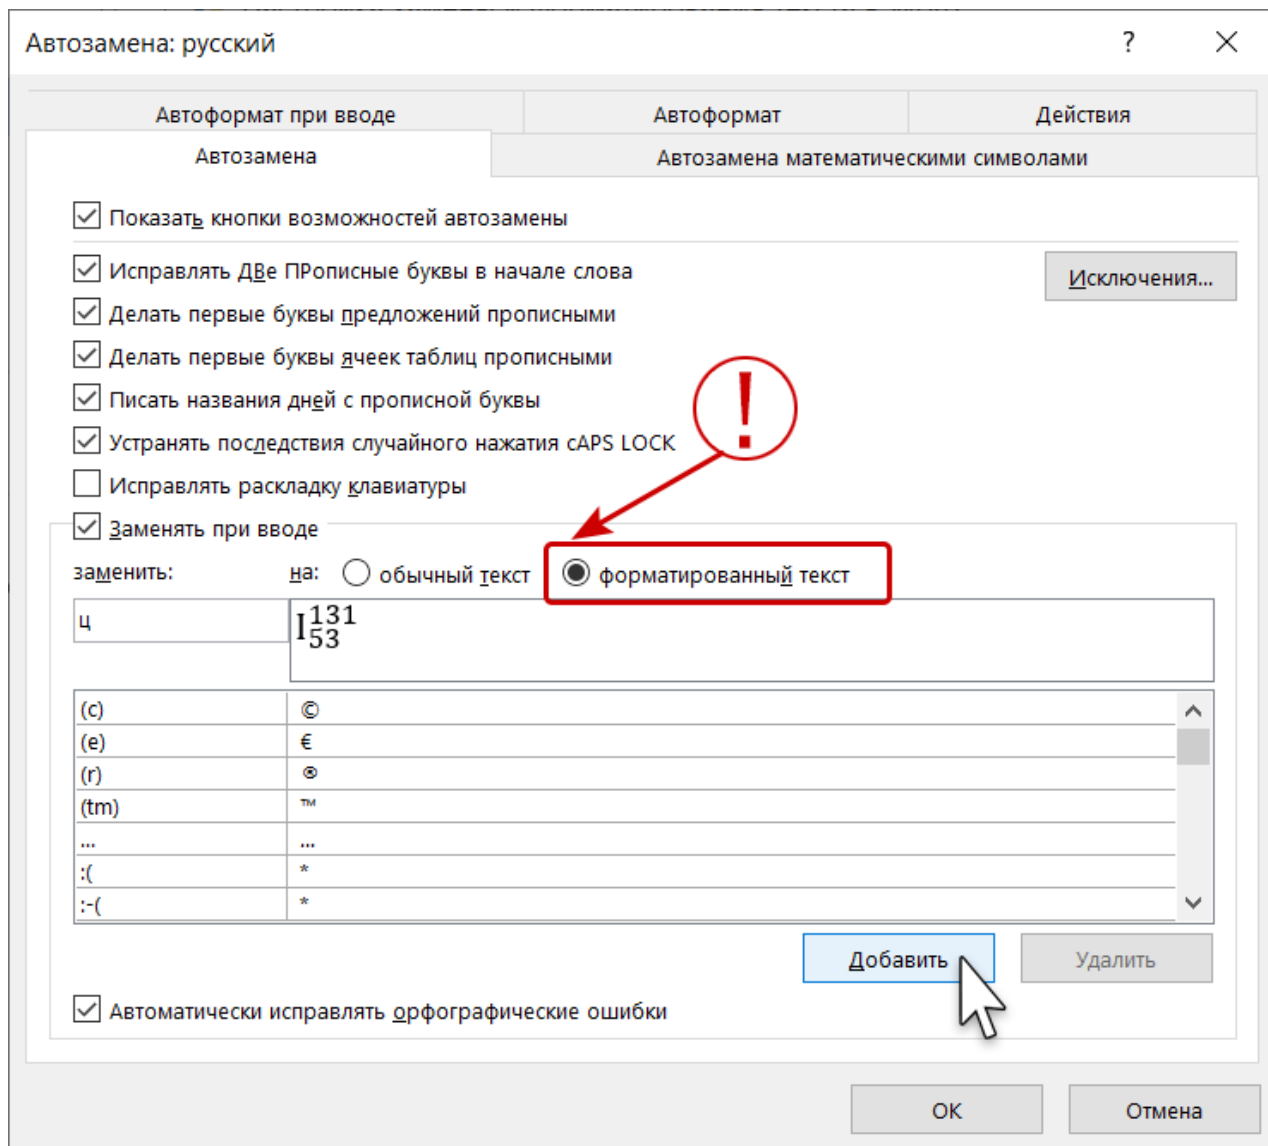 Автозамена: русский ? ×
Автоформат при вводе Автоформат Действия
Автозамена Автозамена математическими символами
Показать кнопки возможностей автозамены
Исправлять ДВе ПРописные буквы в начале слова Исключения...
Делать первые буквы предложений прописными
Делать первые буквы ячеек таблиц прописными
Писать названия дней с прописной буквы
!
Устранять последствия случайного нажатия cAPS LOCK
Исправлять раскладку клавиатуры
Заменять при вводе
заменить: на: обычный текст форматированный текст
ц I¹³¹₅₃
(c) ©
(e) €
(r) ®
(tm) ™
... ...
:( *
:-( *
Добавить Удалить
Автоматически исправлять орфографические ошибки
ОК Отмена